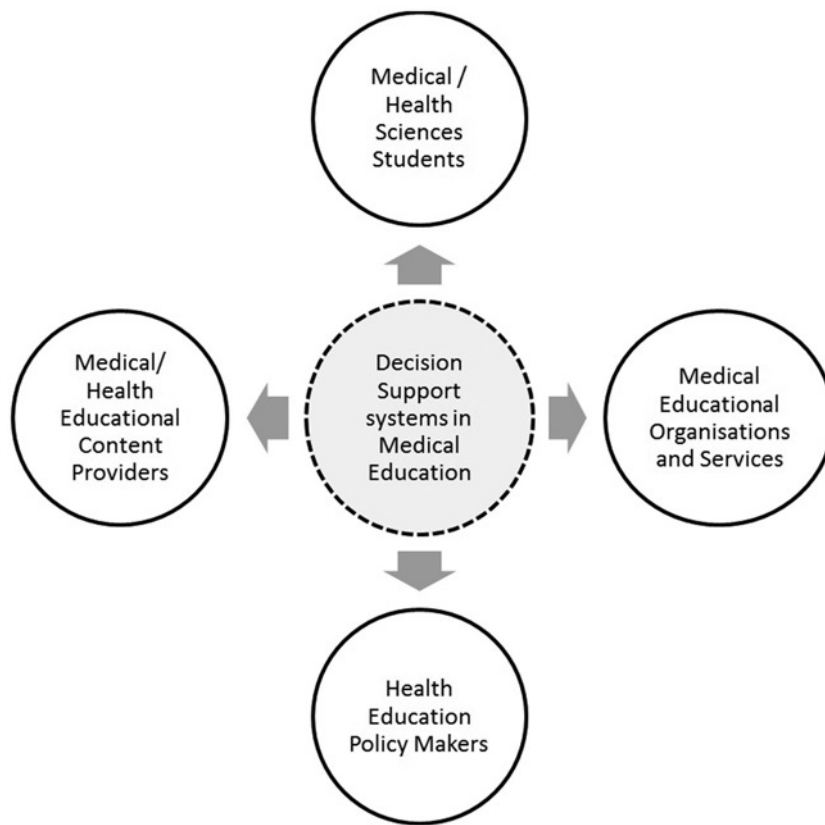 Medical /
Health
Sciences
Students
Medical/
Health
Educational
Content
Providers
Decision
Support
systems in
Medical
Education
Medical
Educational
Organisations
and Services
Health
Education
Policy Makers